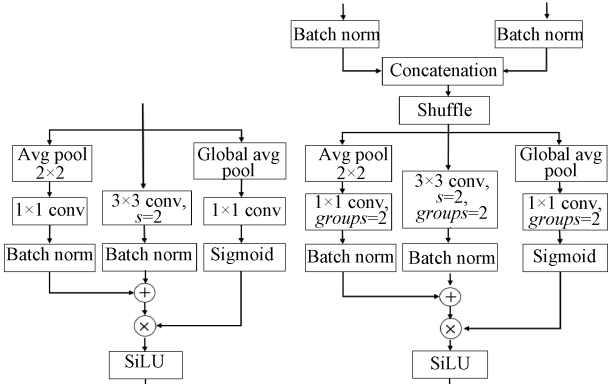 Avg pool
2×2
1×1 conv
Batch norm
3×3 conv,
s=2
Batch norm
Global avg
pool
1×1 conv
Sigmoid
+
×
SiLU
Batch norm
Batch norm
Concatenation
Shuffle
Avg pool
2×2
1×1 conv,
groups=2
Batch norm
3×3 conv,
s=2,
groups=2
Batch norm
Global avg
pool
1×1 conv,
groups=2
Sigmoid
+
×
SiLU